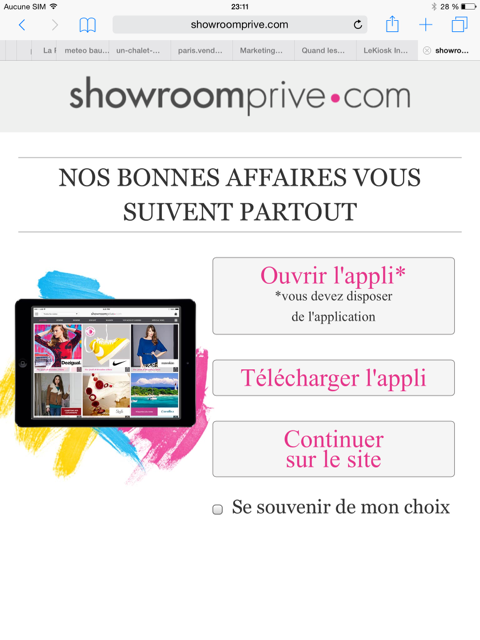 Aucune SIM 23:11 28 %
showroomprive.com
La F meteo bau... un-chalet-... paris.vend... Marketing... Quand les... LeKiosk In... showro...
showroomprive.com
NOS BONNES AFFAIRES VOUS
SUIVENT PARTOUT
Ouvrir l'appli*
*vous devez disposer
de l'application
Desigual.
Télécharger l'appli
Continuer
sur le site
Se souvenir de mon choix